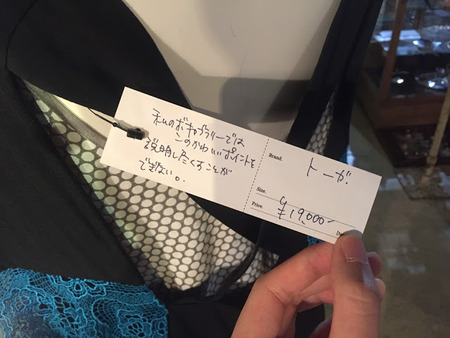 私のボキャブラリーでは
このかわいいポイントを
説明したくすことが
できない。
Brand.
トーガ
Size.
Price.
¥19,000-